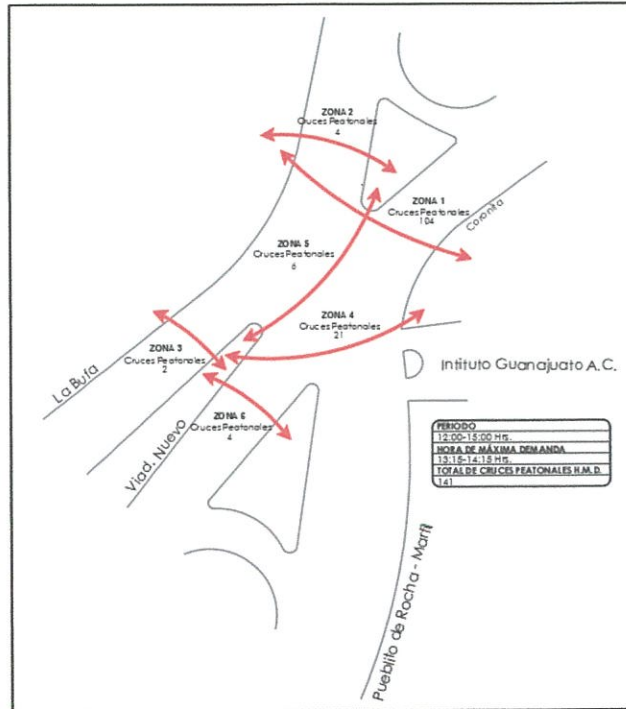 ZONA 2
Cruces Peatonales
4
ZONA 1
Cruces Peatonales
104
Coronita
ZONA 5
Cruces Peatonales
6
ZONA 4
Cruces Peatonales
21
ZONA 3
Cruces Peatonales
2
La Bufa
Intituto Guanajuato A.C.
ZONA 6
Cruces Peatonales
4
Viad. Nuevo
PERIODO
12:00-15:00 Hrs.
HORA DE MÁXIMA DEMANDA
13:15-14:15 Hrs.
TOTAL DE CRUCES PEATONALES H.M.D.
141
Pueblito de Rocha - Marfil